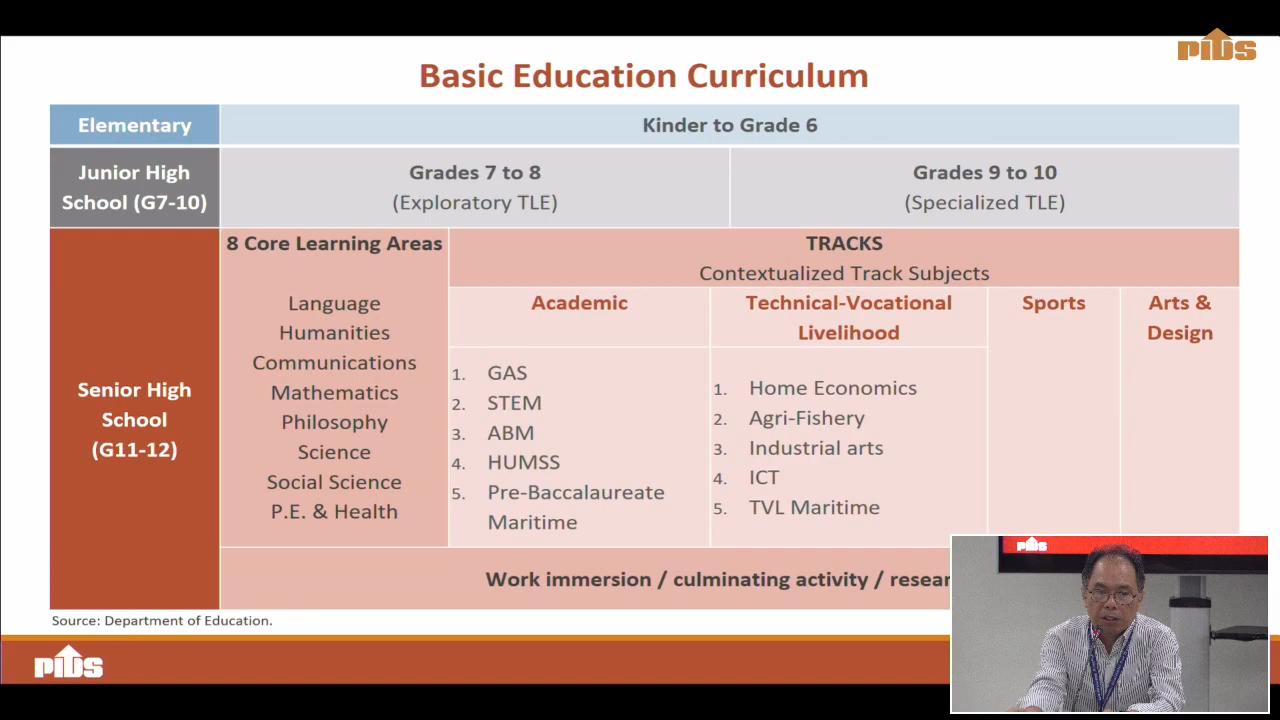 PIDS
Basic Education Curriculum
Elementary
Kinder to Grade 6
Junior High
School (G7-10)
Grades 7 to 8
(Exploratory TLE)
Grades 9 to 10
(Specialized TLE)
Senior High
School
(G11-12)
8 Core Learning Areas
Language
Humanities
Communications
Mathematics
Philosophy
Science
Social Science
P.E. & Health
TRACKS
Contextualized Track Subjects
Academic
1. GAS
2. STEM
3. ABM
4. HUMSS
5. Pre-Baccalaureate
Maritime
Technical-Vocational
Livelihood
1. Home Economics
2. Agri-Fishery
3. Industrial arts
4. ICT
5. TVL Maritime
Sports
Arts &
Design
Work immersion / culminating activity /
Source: Department of Education.
PIDS
PIDS